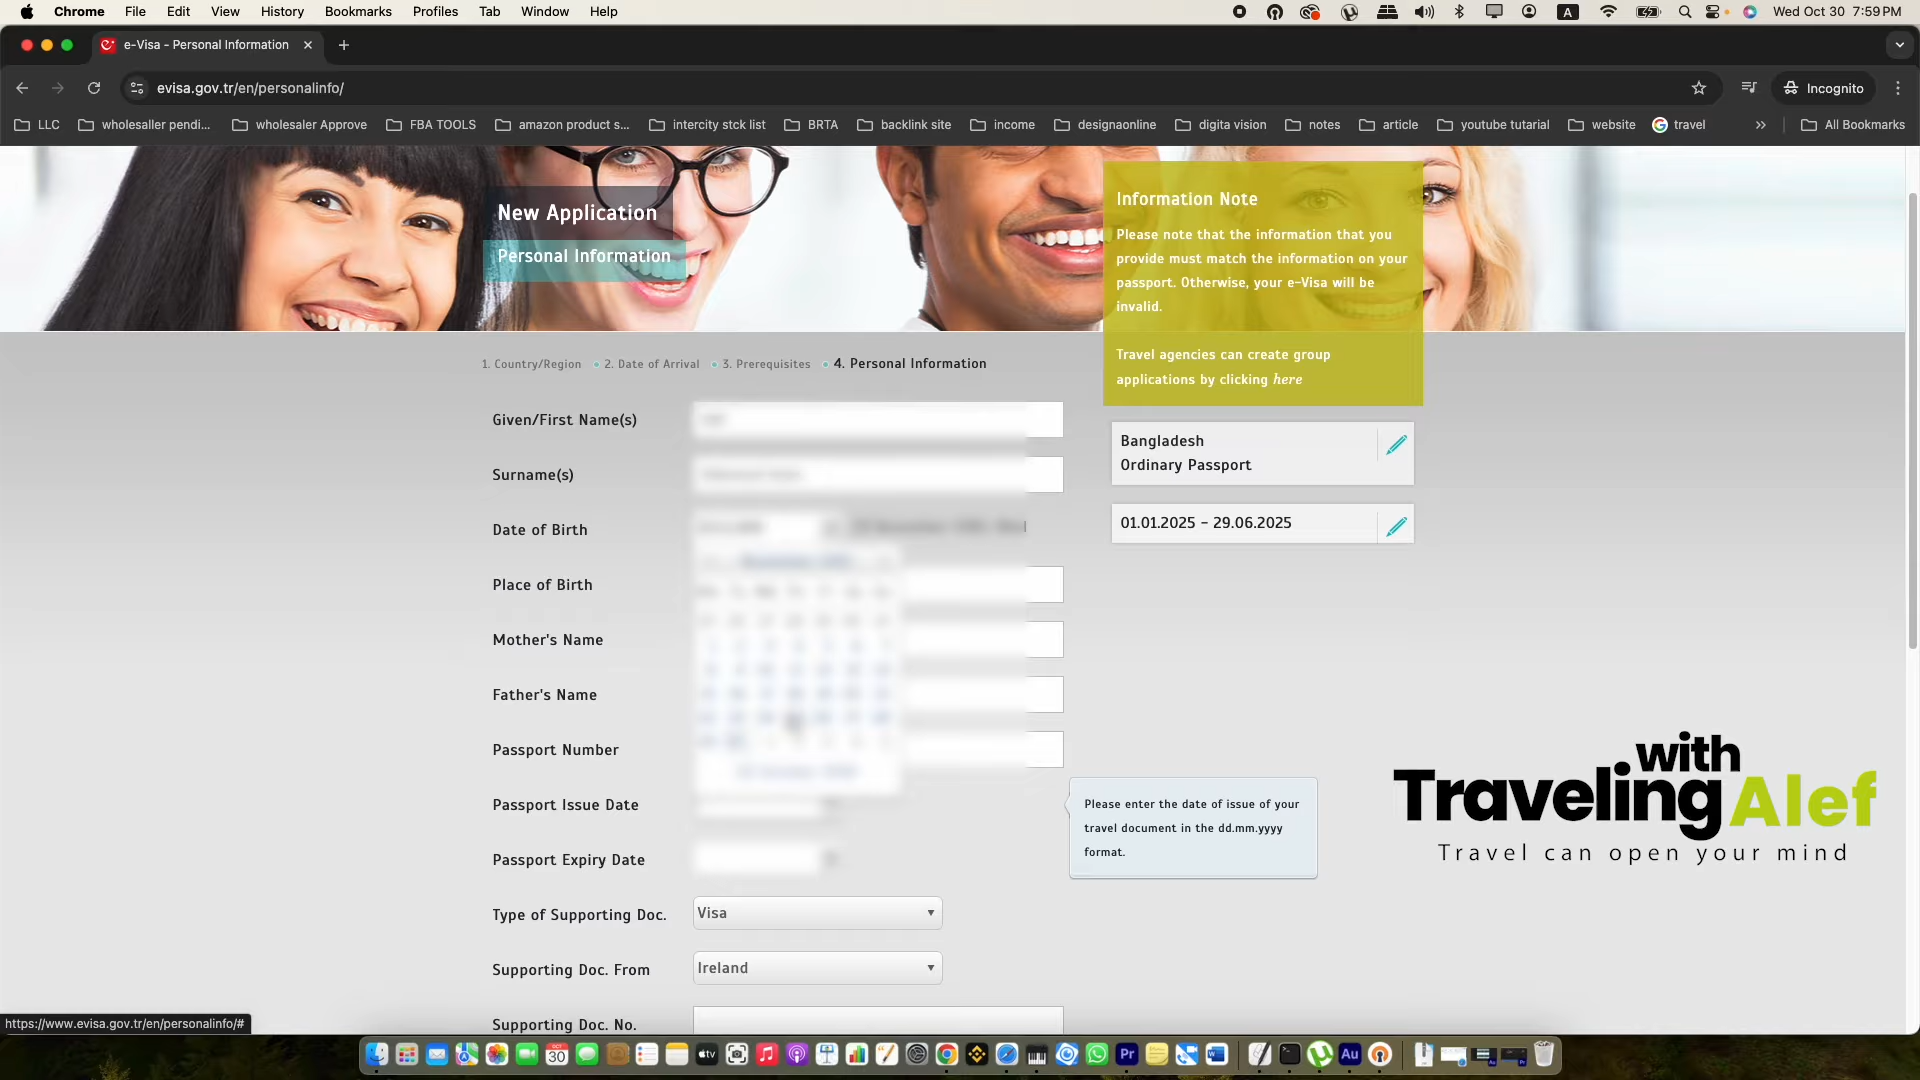 Chrome File Edit View History Bookmarks Profiles Tab Window Help
A
Wed Oct 30 7:59 PM
e-Visa - Personal Information
evisa.gov.tr/en/personalinfo/
Incognito
LLC wholesaller pendi... wholesaler Approve FBA TOOLS amazon product s... intercity stck list BRTA backlink site income designaonline digita vision notes article youtube tutarial website travel » All Bookmarks
New Application
Personal Information
Information Note
Please note that the information that you
provide must match the information on your
passport. Otherwise, your e-Visa will be
invalid.
Travel agencies can create group
applications by clicking here
1. Country/Region 2. Date of Arrival 3. Prerequisites 4. Personal Information
Given/First Name(s)
Surname(s)
Date of Birth
Place of Birth
Mother's Name
Father's Name
Passport Number
Passport Issue Date
Passport Expiry Date
Type of Supporting Doc. Visa
Supporting Doc. From Ireland
Supporting Doc. No.
Bangladesh
Ordinary Passport
01.01.2025 - 29.06.2025
Please enter the date of issue of your
travel document in the dd.mm.yyyy
format.
with
Traveling Alef
Travel can open your mind
https://www.evisa.gov.tr/en/personalinfo/#
OCT
30
tv
Pr
W
Au